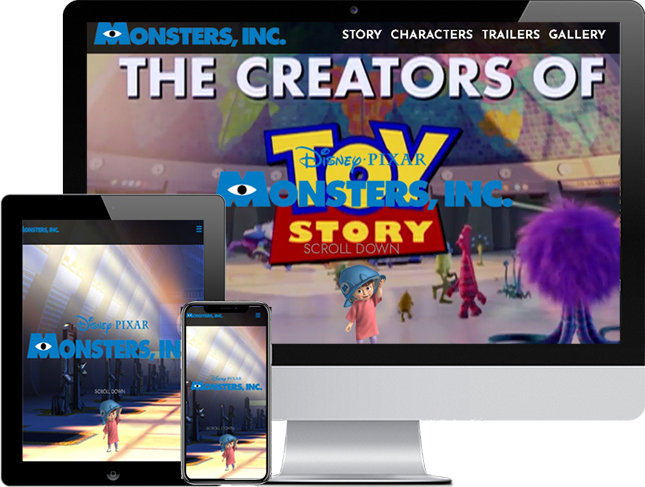 MONSTERS, INC.
STORY CHARACTERS TRAILERS GALLERY
THE CREATORS OF
TOY
STORY
DISNEY·PIXAR
MONSTERS, INC.
SCROLL DOWN
MONSTERS, INC.
DISNEY·PIXAR
MONSTERS, INC
SCROLL DOWN
MONSTERS, INC.
DISNEY·PIXAR
MONSTERS, INC.
SCROLL DOWN